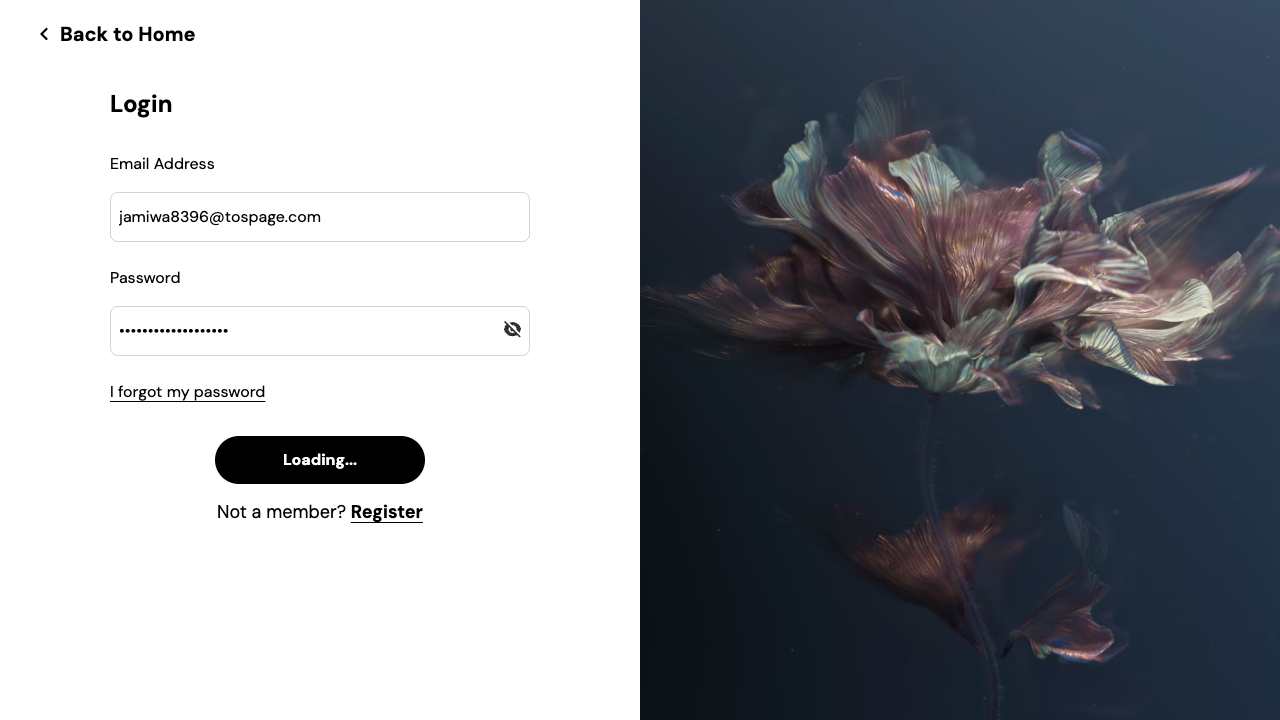 Back to Home
Login
Email Address
jamiwa8396@tospage.com
Password
•••••••••••••••••••
I forgot my password
Loading...
Not a member? Register